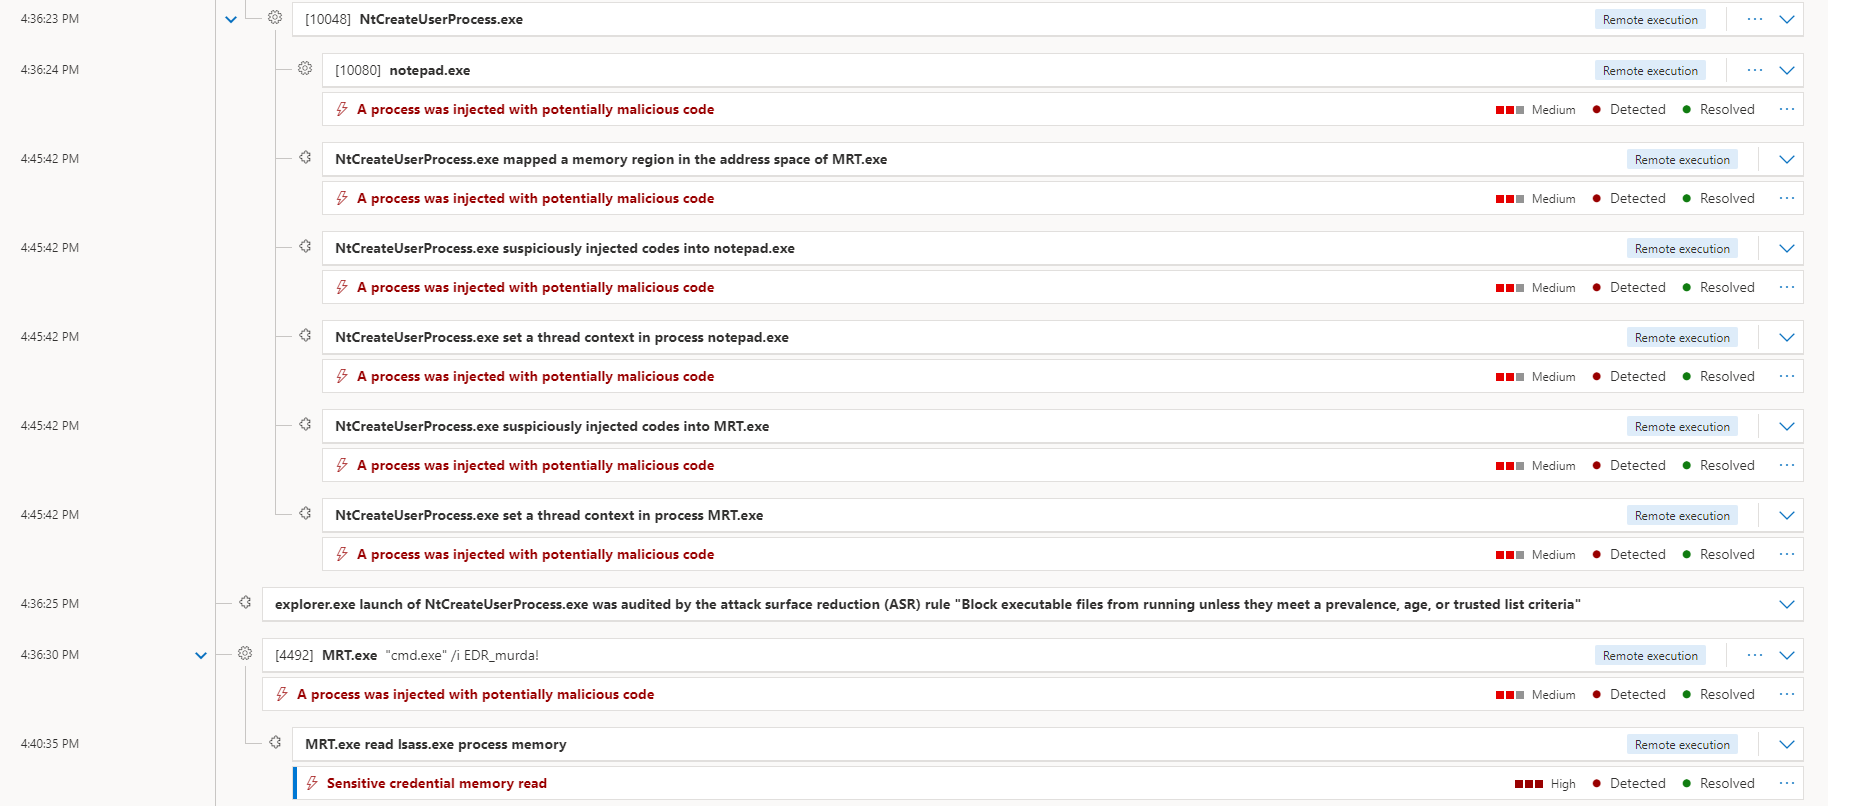 4:36:23 PM [10048] NtCreateUserProcess.exe Remote execution ...
4:36:24 PM [10080] notepad.exe Remote execution ...
A process was injected with potentially malicious code Medium Detected Resolved ...
4:45:42 PM NtCreateUserProcess.exe mapped a memory region in the address space of MRT.exe Remote execution
A process was injected with potentially malicious code Medium Detected Resolved ...
4:45:42 PM NtCreateUserProcess.exe suspiciously injected codes into notepad.exe Remote execution
A process was injected with potentially malicious code Medium Detected Resolved ...
4:45:42 PM NtCreateUserProcess.exe set a thread context in process notepad.exe Remote execution
A process was injected with potentially malicious code Medium Detected Resolved ...
4:45:42 PM NtCreateUserProcess.exe suspiciously injected codes into MRT.exe Remote execution
A process was injected with potentially malicious code Medium Detected Resolved ...
4:45:42 PM NtCreateUserProcess.exe set a thread context in process MRT.exe Remote execution
A process was injected with potentially malicious code Medium Detected Resolved ...
4:36:25 PM explorer.exe launch of NtCreateUserProcess.exe was audited by the attack surface reduction (ASR) rule "Block executable files from running unless they meet a prevalence, age, or trusted list criteria"
4:36:30 PM [4492] MRT.exe "cmd.exe" /i EDR_murda! Remote execution ...
A process was injected with potentially malicious code Medium Detected Resolved ...
4:40:35 PM MRT.exe read lsass.exe process memory Remote execution
Sensitive credential memory read High Detected Resolved ...